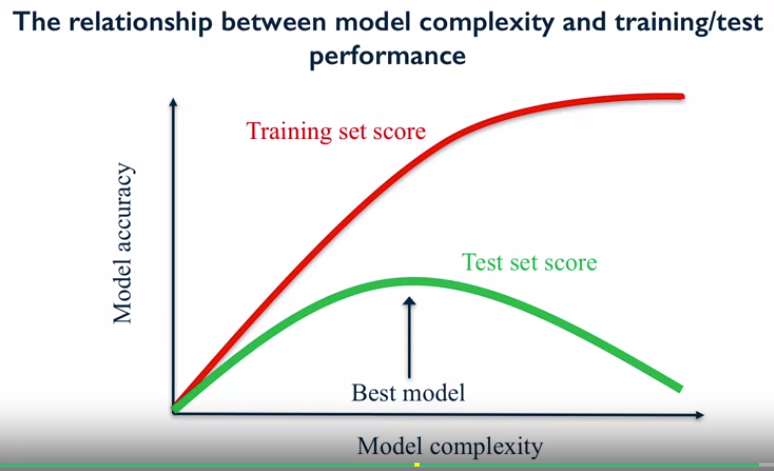 The relationship between model complexity and training/test
performance
Training set score
Model accuracy
Test set score
Best model
Model complexity